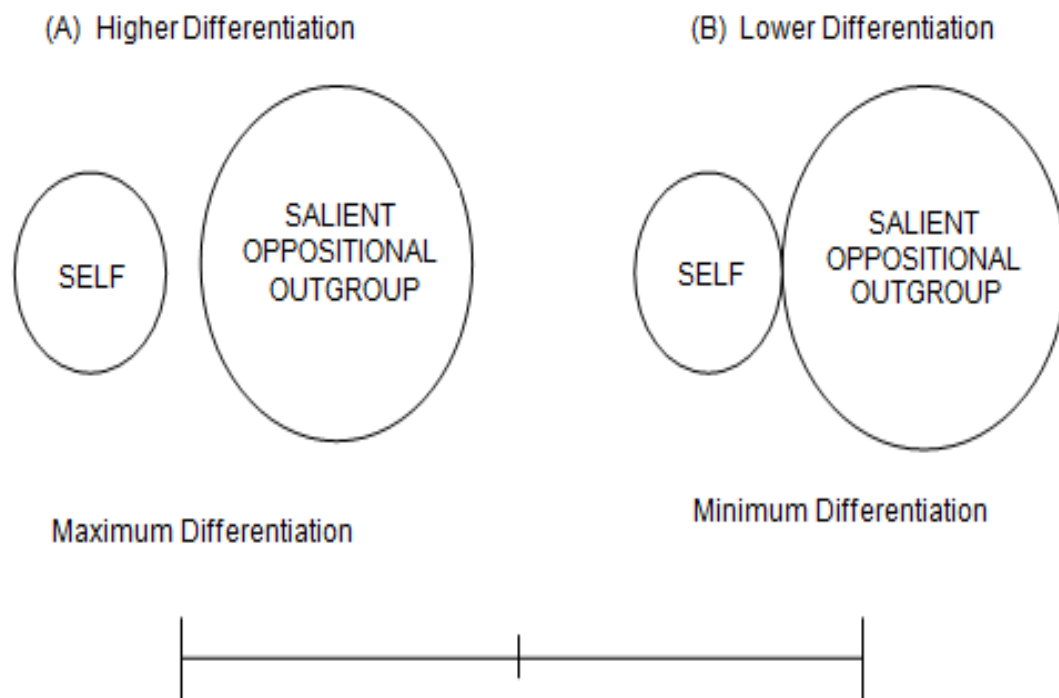 (A) Higher Differentiation
(B) Lower Differentiation
SELF
SALIENT
OPPOSITIONAL
OUTGROUP
SELF
SALIENT
OPPOSITIONAL
OUTGROUP
Maximum Differentiation
Minimum Differentiation